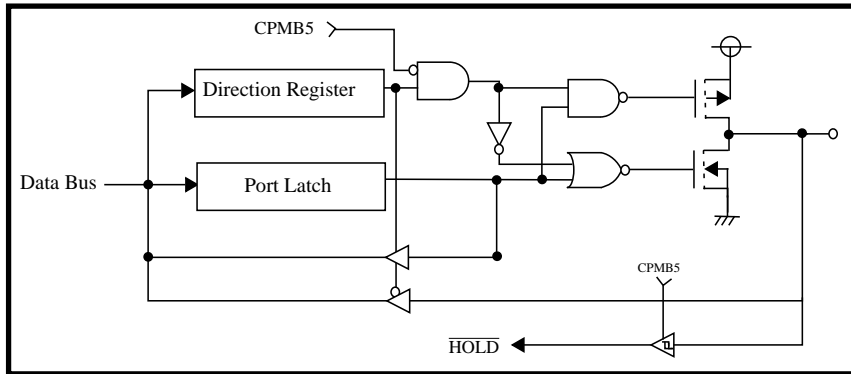 CPMB5
Direction Register
Data Bus
Port Latch
CPMB5
HOLD